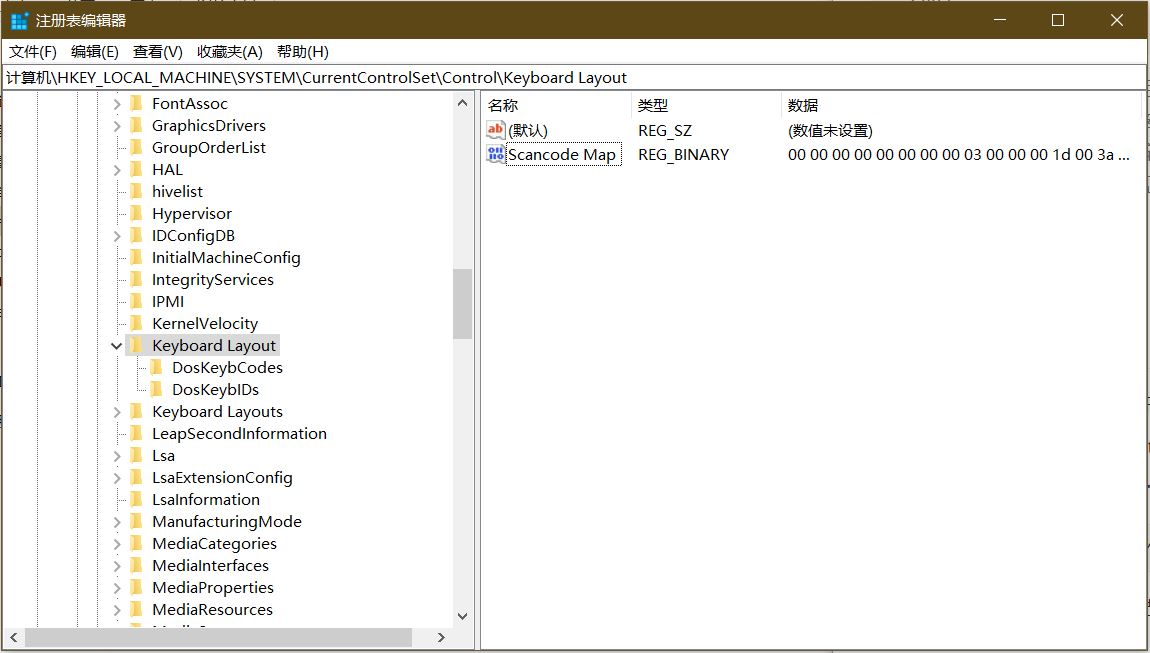 注册表编辑器
文件(F) 编辑(E) 查看(V) 收藏夹(A) 帮助(H)
计算机\HKEY_LOCAL_MACHINE\SYSTEM\CurrentControlSet\Control\Keyboard Layout
FontAssoc
GraphicsDrivers
GroupOrderList
HAL
hivelist
Hypervisor
IDConfigDB
InitialMachineConfig
IntegrityServices
IPMI
KernelVelocity
Keyboard Layout
DosKeybCodes
DosKeybIDs
Keyboard Layouts
LeapSecondInformation
Lsa
LsaExtensionConfig
LsaInformation
ManufacturingMode
MediaCategories
MediaInterfaces
MediaProperties
MediaResources
名称 类型 数据
ab (默认) REG_SZ (数值未设置)
Scancode Map REG_BINARY 00 00 00 00 00 00 00 00 03 00 00 00 1d 00 3a ...